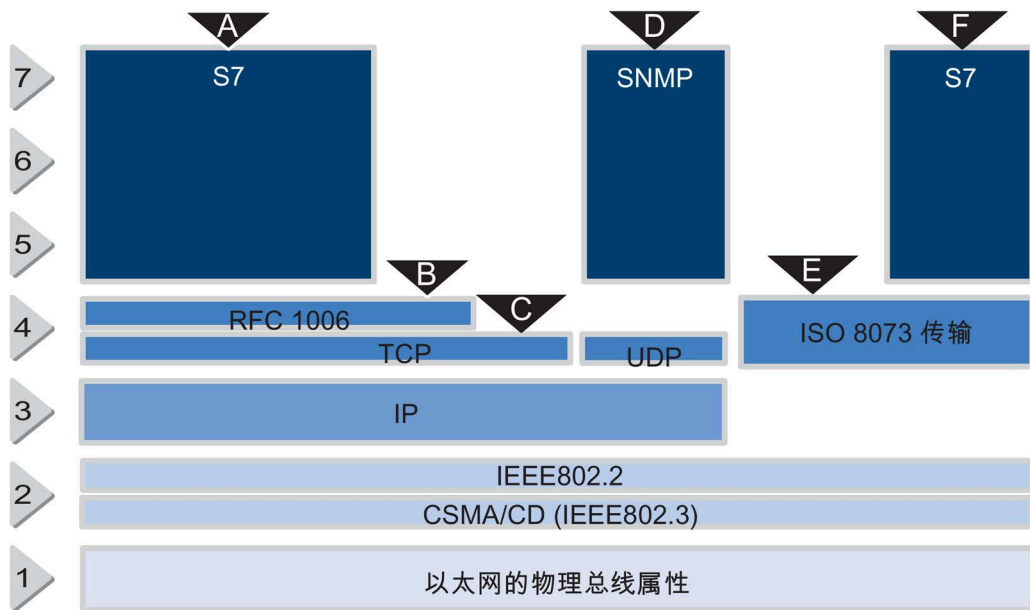 A
D
F
7
S7
SNMP
S7
6
5
B
C
E
4
RFC 1006
TCP
UDP
ISO 8073 传输
3
IP
2
IEEE802.2
CSMA/CD (IEEE802.3)
1
以太网的物理总线属性